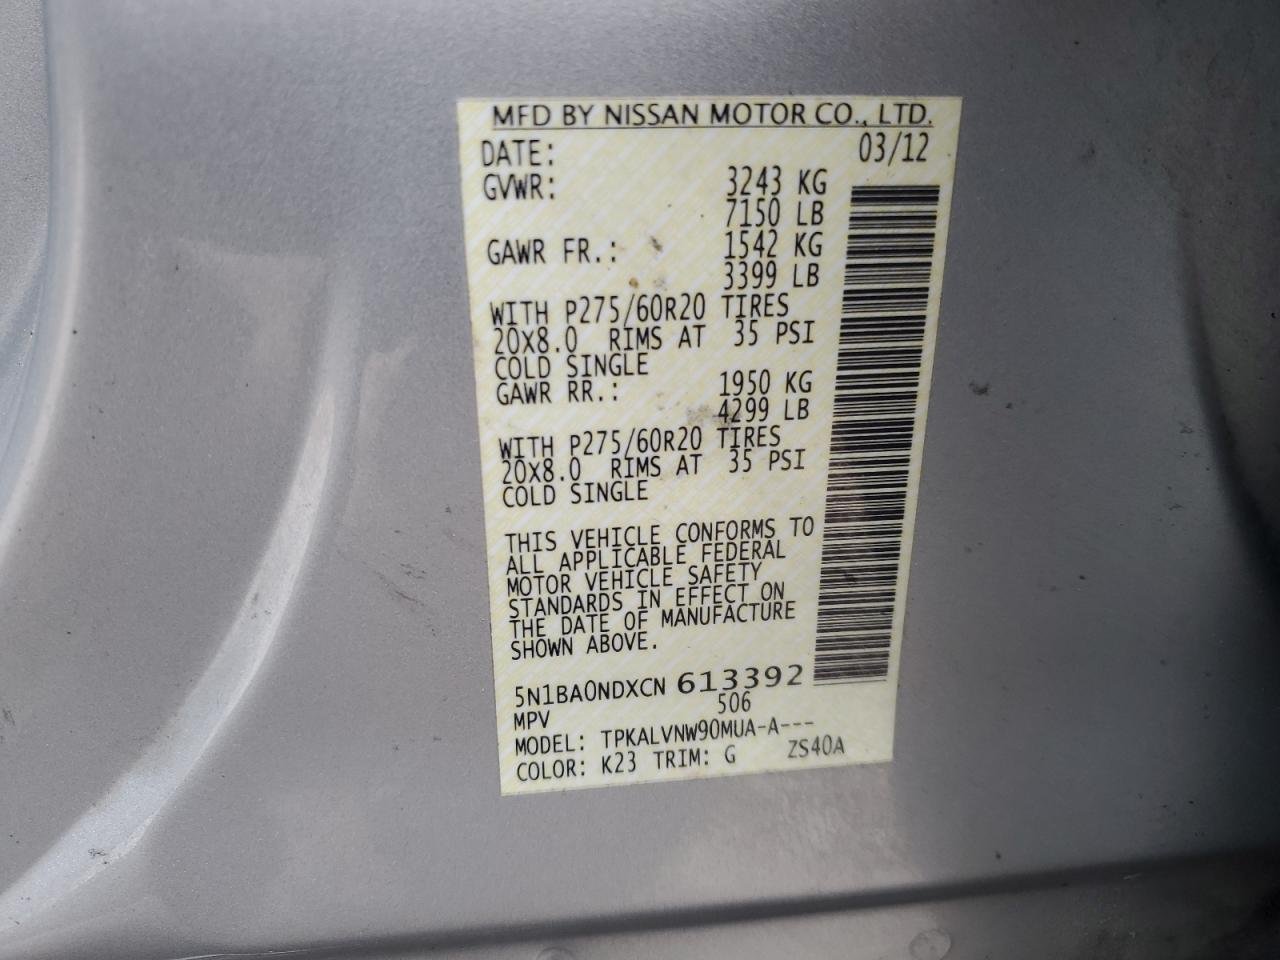 MFD BY NISSAN MOTOR CO., LTD.
DATE: 03/12
GVWR: 3243 KG
7150 LB
GAWR FR.: 1542 KG
3399 LB
WITH P275/60R20 TIRES
20X8.0 RIMS AT 35 PSI
COLD SINGLE
GAWR RR.: 1950 KG
4299 LB
WITH P275/60R20 TIRES
20X8.0 RIMS AT 35 PSI
COLD SINGLE
THIS VEHICLE CONFORMS TO
ALL APPLICABLE FEDERAL
MOTOR VEHICLE SAFETY
STANDARDS IN EFFECT ON
THE DATE OF MANUFACTURE
SHOWN ABOVE.
5N1BA0NDXCN 613392
MPV 506
MODEL: TPKALVNW90MUA-A---
COLOR: K23 TRIM: G ZS40A